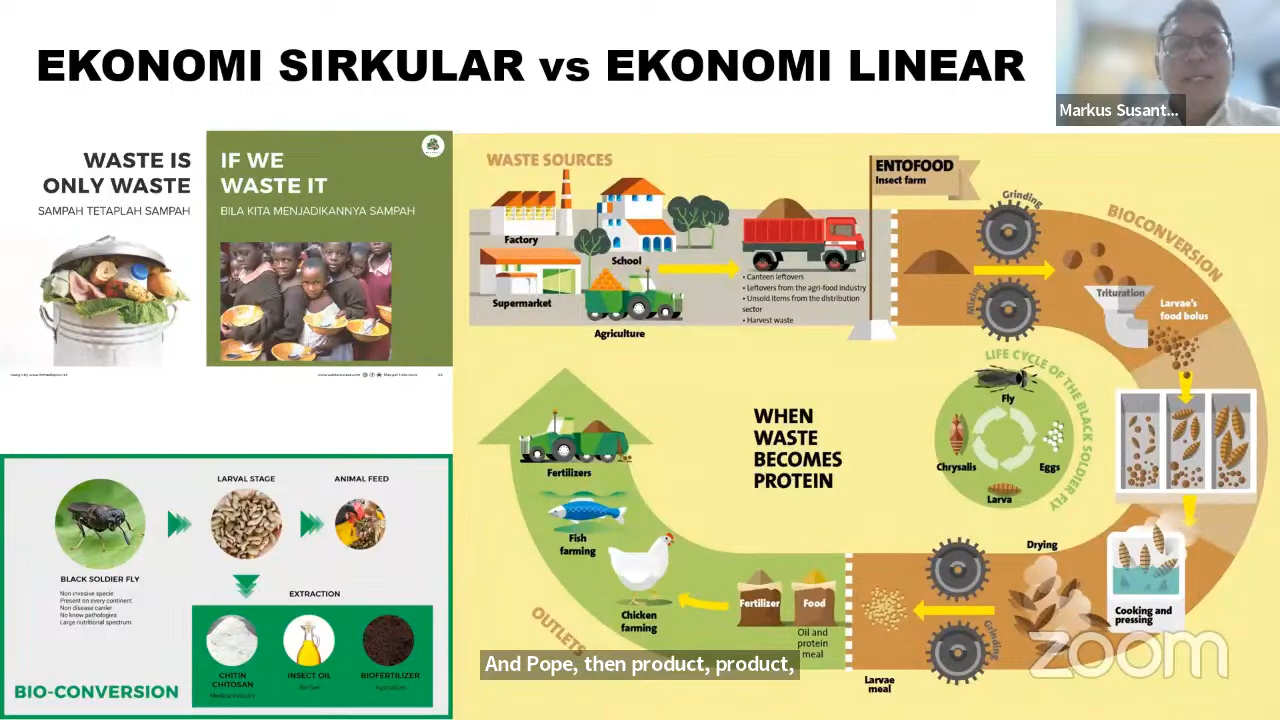 EKONOMI SIRKULAR vs EKONOMI LINEAR
Markus Susant...
WASTE IS
ONLY WASTE
SAMPAH TETAPLAH SAMPAH
IF WE
WASTE IT
BILA KITA MENJADIKANNYA SAMPAH
BLACK SOLDIER FLY
Non invasive specie
Present on every continent
Non disease carrier
No know pathologies
Large nutritional spectrum
LARVAL STAGE
ANIMAL FEED
EXTRACTION
CHITIN
CHITOSAN
INSECT OIL
BIOFERTILIZER
BIO-CONVERSION
WASTE SOURCES
Factory
School
Supermarket
Agriculture
• Canteen leftovers
• Leftovers from the agri-food industry
• Unsold items from the distribution
sector
• Harvest waste
ENTOFOOD
Insect farm
Grinding
Mixing
BIOCONVERSION
Trituration
Larvae's
food bolus
LIFE CYCLE OF THE BLACK SOLDIER FLY
Fly
Eggs
Larva
Chrysalis
WHEN
WASTE
BECOMES
PROTEIN
Cooking and
pressing
Drying
Grinding
Larvae
meal
Fertilizer
Food
Oil and
protein
meal
Chicken
farming
Fish
farming
Fertilizers
OUTLETS
And Pope, then product, product,
zoom